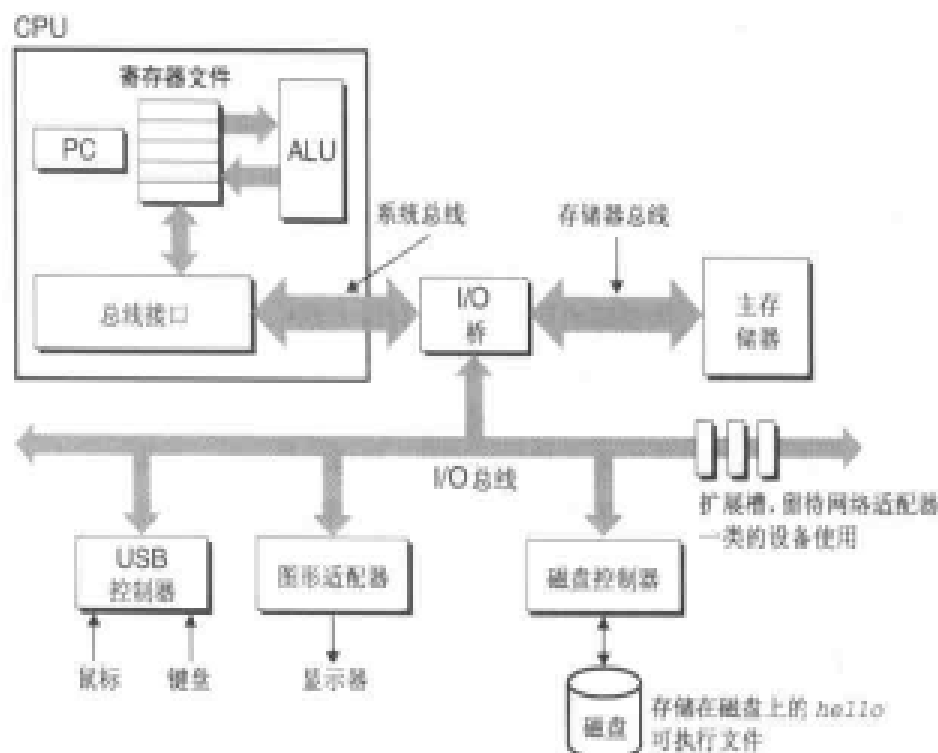 CPU
寄存器文件
PC
ALU
系统总线
存储器总线
总线接口
I/O
桥
主存
储器
I/O 总线
扩展槽,留待网络适配器
一类的设备使用
USB
控制器
图形适配器
磁盘控制器
鼠标
键盘
显示器
磁盘
存储在磁盘上的 hello
可执行文件